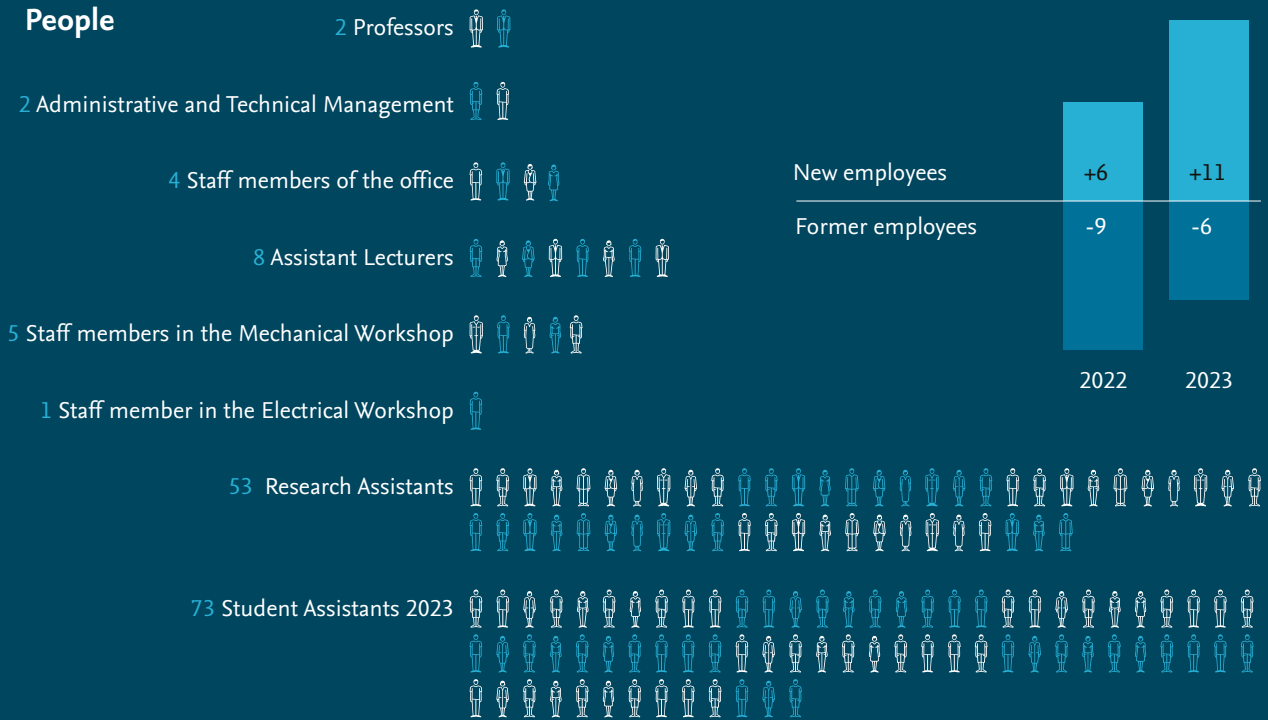 People
2 Professors
2 Administrative and Technical Management
4 Staff members of the office
8 Assistant Lecturers
5 Staff members in the Mechanical Workshop
1 Staff member in the Electrical Workshop
53 Research Assistants
73 Student Assistants 2023
New employees +6 +11
Former employees -9 -6
2022 2023